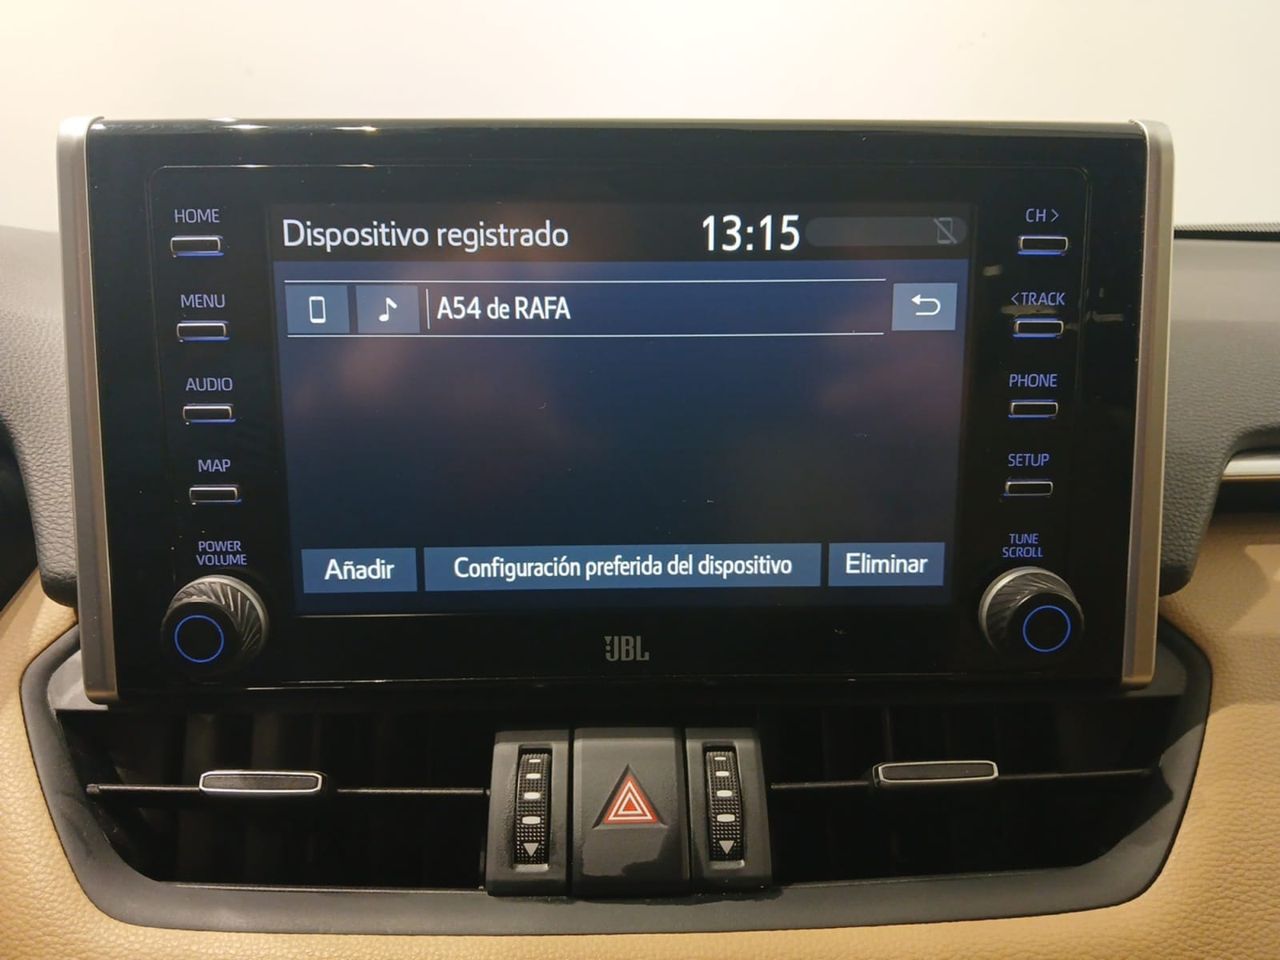 HOME
MENU
AUDIO
MAP
POWER
VOLUME
Dispositivo registrado 13:15
A54 de RAFA
Añadir Configuración preferida del dispositivo Eliminar
CH >
<TRACK
PHONE
SETUP
TUNE
SCROLL
JBL